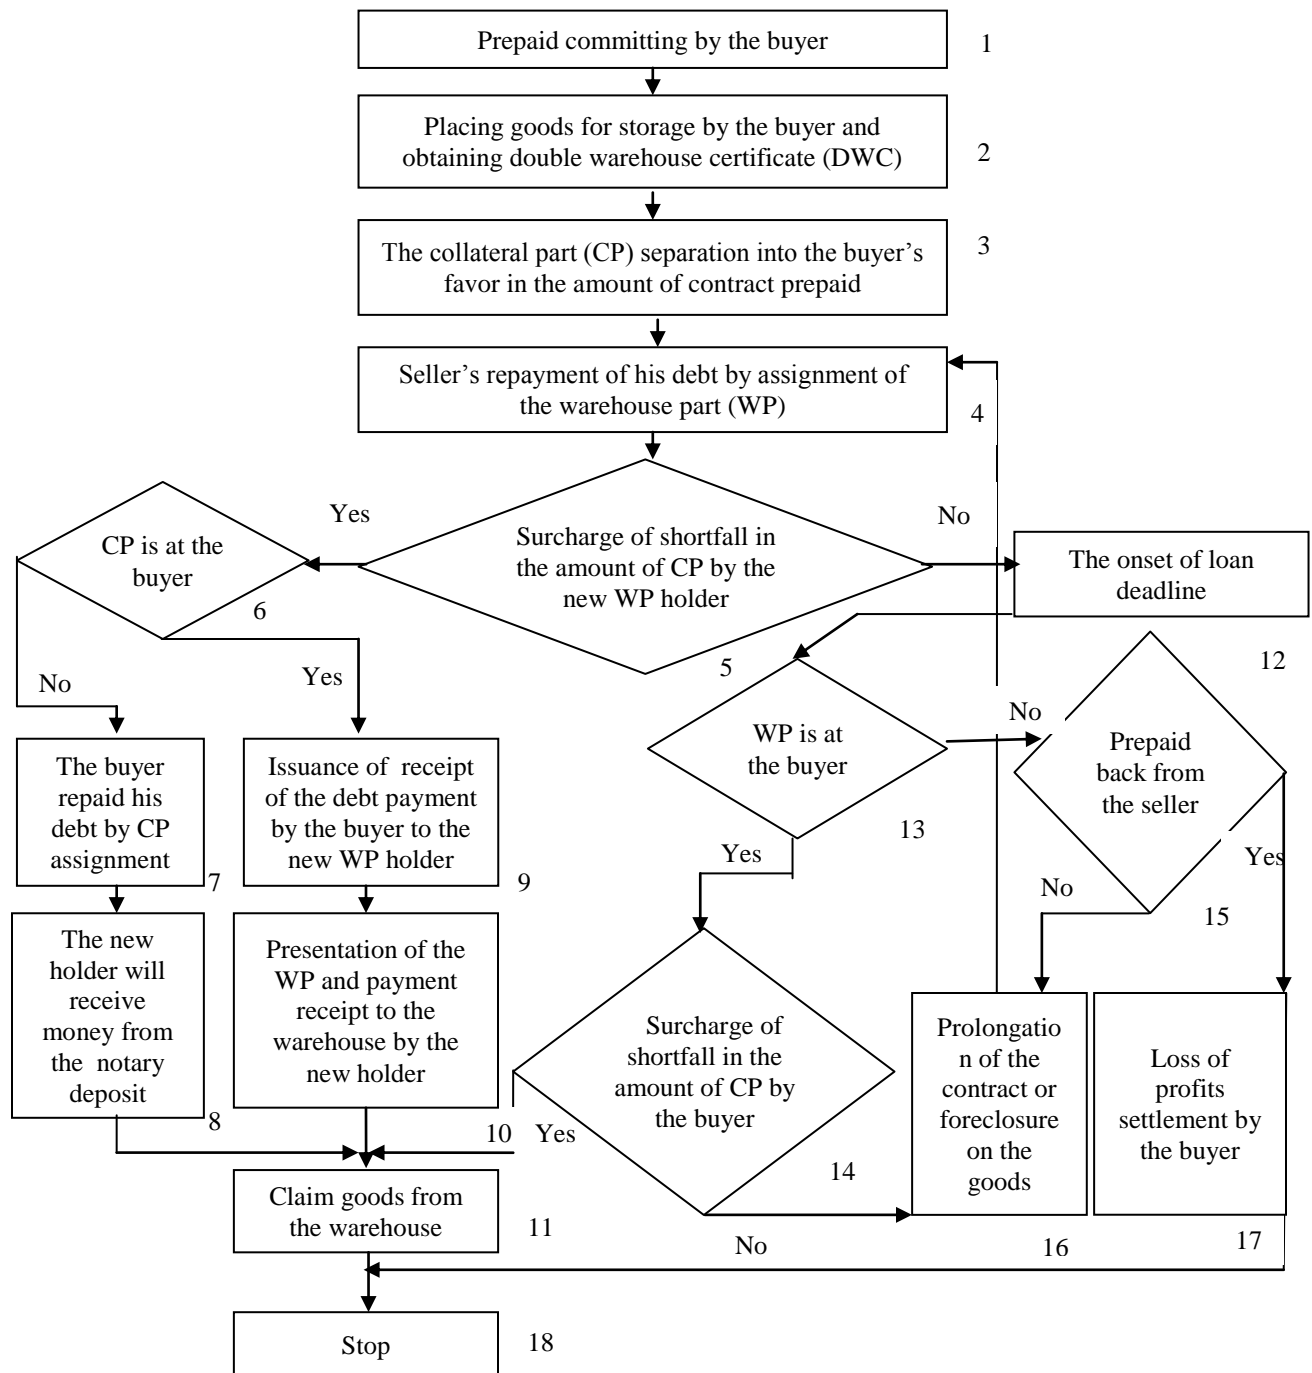 Prepaid committing by the buyer
1
Placing goods for storage by the buyer and
obtaining double warehouse certificate (DWC)
2
The collateral part (CP) separation into the buyer's
favor in the amount of contract prepaid
3
Seller's repayment of his debt by assignment of
the warehouse part (WP)
4
Surcharge of shortfall in
the amount of CP by the
new WP holder
5
Yes
No
CP is at the
buyer
6
No
Yes
The onset of loan
deadline
12
WP is at
the buyer
13
No
Yes
Prepaid
back from
the seller
15
No
Yes
The buyer
repaid his
debt by CP
assignment
7
Issuance of receipt
of the debt payment
by the buyer to the
new WP holder
9
The new
holder will
receive
money from
the notary
deposit
8
Presentation of the
WP and payment
receipt to the
warehouse by the
new holder
10
Surcharge of
shortfall in the
amount of CP by
the buyer
14
Yes
No
Prolongatio
n of the
contract or
foreclosure
on the
goods
16
Loss of
profits
settlement by
the buyer
17
Claim goods from
the warehouse
11
Stop
18